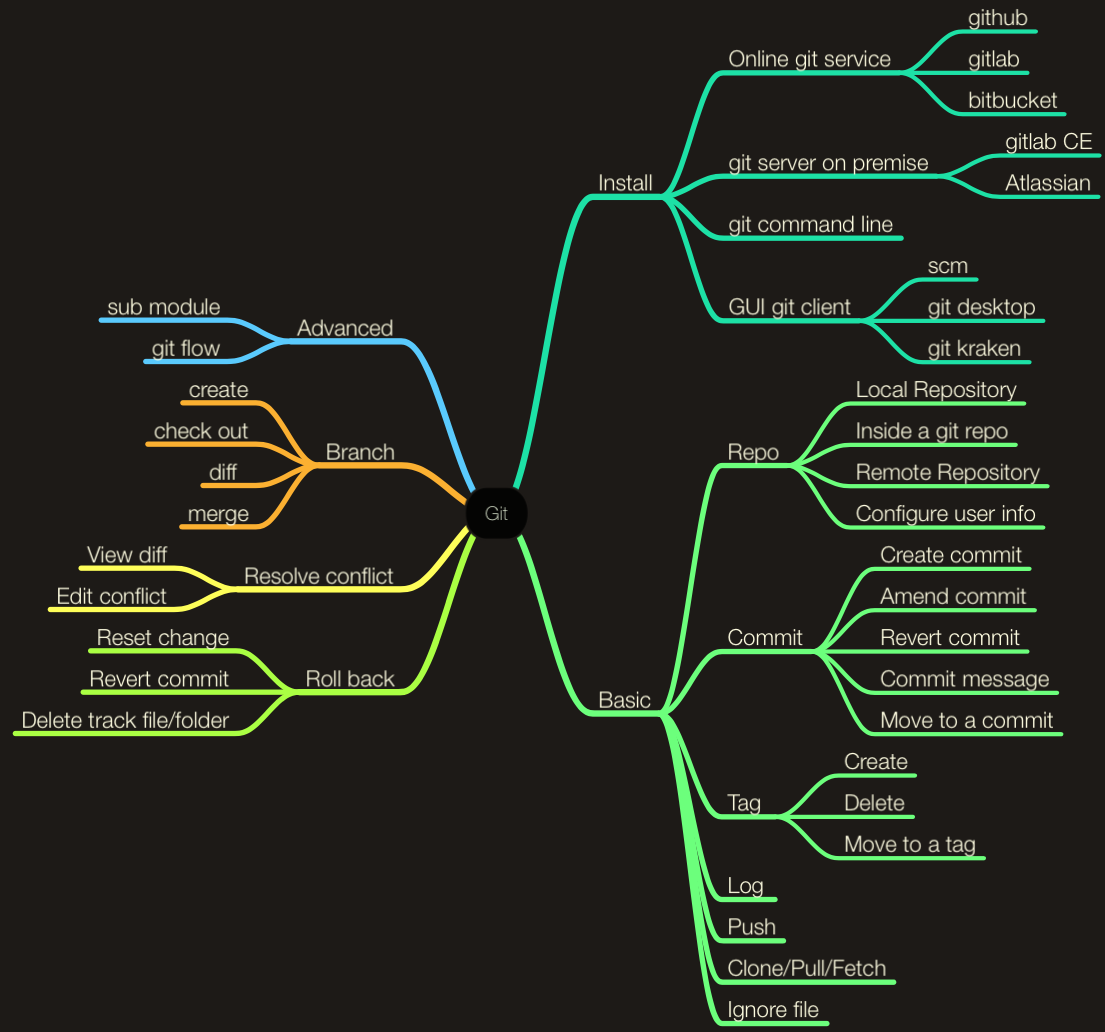 Git
Install
Online git service
github
gitlab
bitbucket
git server on premise
gitlab CE
Atlassian
git command line
GUI git client
scm
git desktop
git kraken
Basic
Repo
Local Repository
Inside a git repo
Remote Repository
Configure user info
Commit
Create commit
Amend commit
Revert commit
Commit message
Move to a commit
Tag
Create
Delete
Move to a tag
Log
Push
Clone/Pull/Fetch
Ignore file
Advanced
sub module
git flow
Branch
create
check out
diff
merge
Resolve conflict
View diff
Edit conflict
Roll back
Reset change
Revert commit
Delete track file/folder